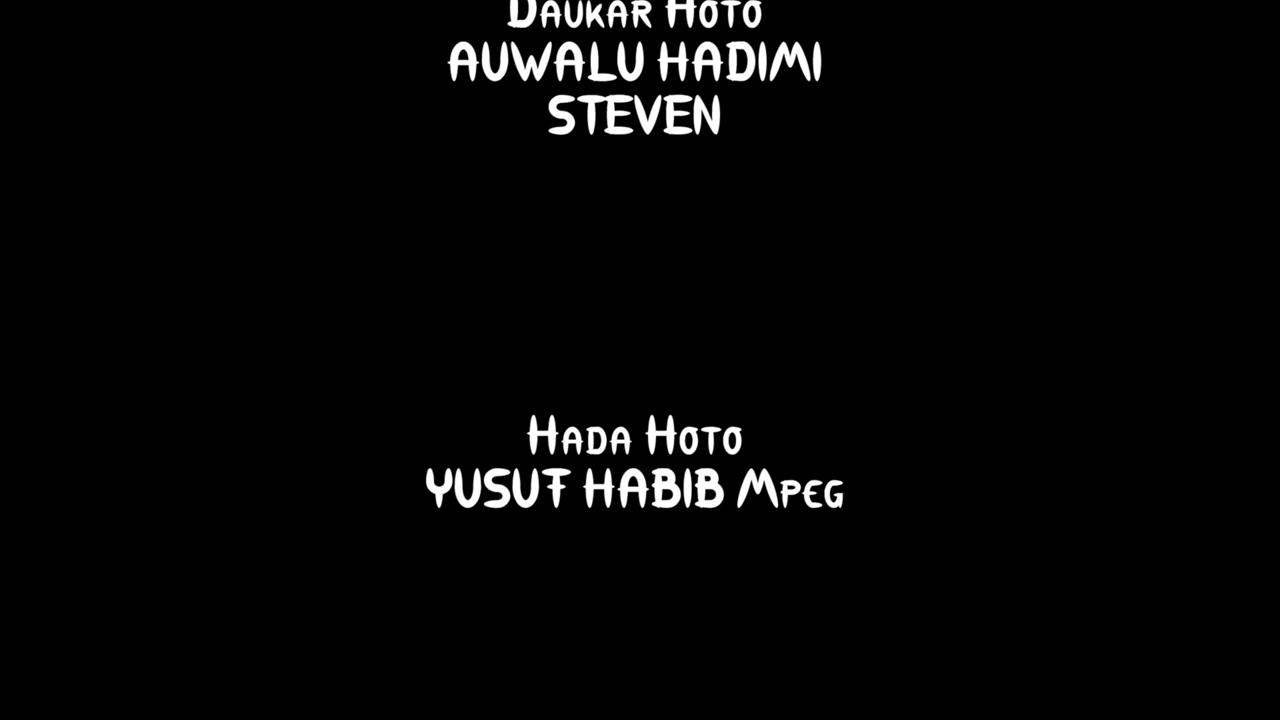 DAUKAR HOTO
AUWALU HADIMI
STEVEN
HADA HOTO
YUSUF HABIB MPEG